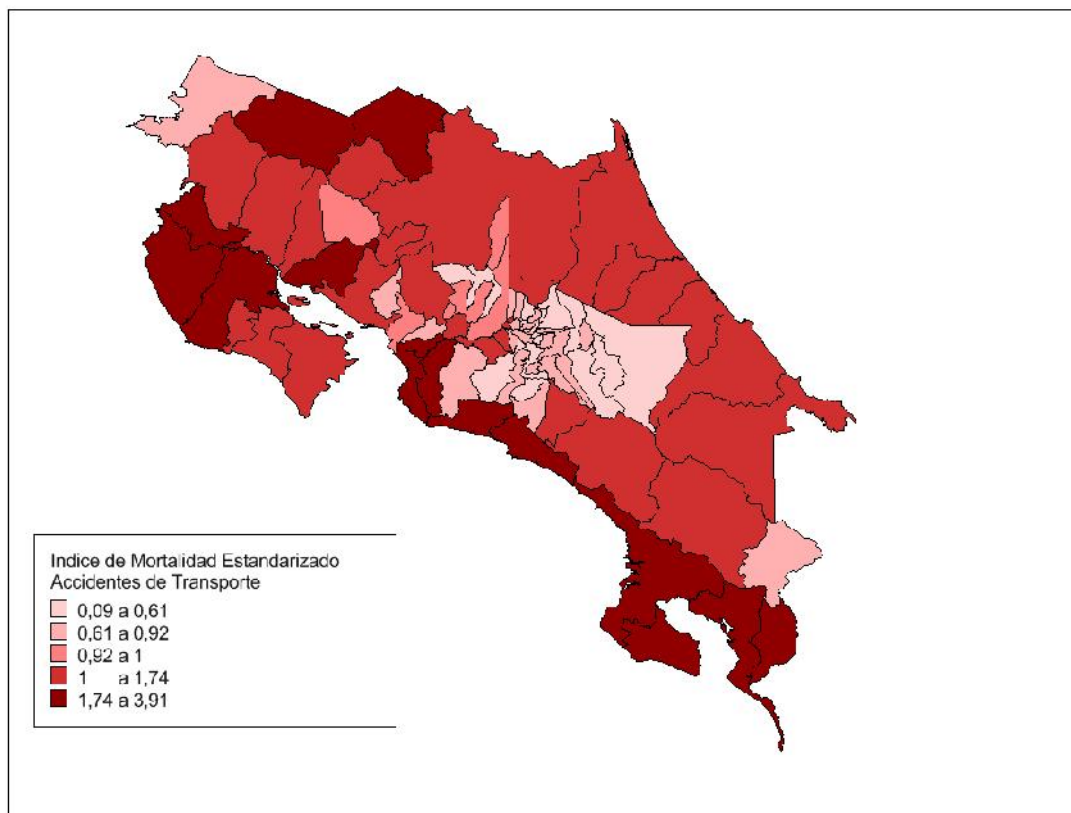 Indice de Mortalidad Estandarizado
Accidentes de Transporte
0,09 a 0,61
0,61 a 0,92
0,92 a 1
1 a 1,74
1,74 a 3,91